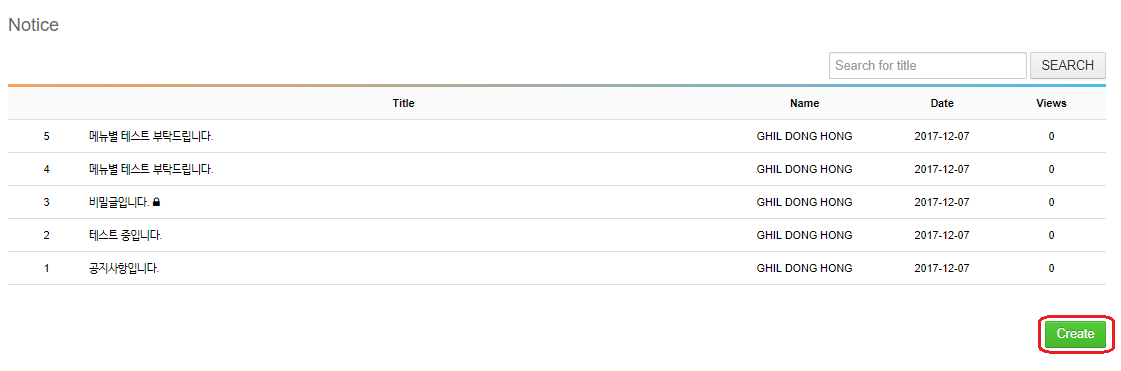 Notice
Search for title SEARCH
Title Name Date Views
5 메뉴별 테스트 부탁드립니다. GHIL DONG HONG 2017-12-07 0
4 메뉴별 테스트 부탁드립니다. GHIL DONG HONG 2017-12-07 0
3 비밀글입니다. GHIL DONG HONG 2017-12-07 0
2 테스트 중입니다. GHIL DONG HONG 2017-12-07 0
1 공지사항입니다. GHIL DONG HONG 2017-12-07 0
Create